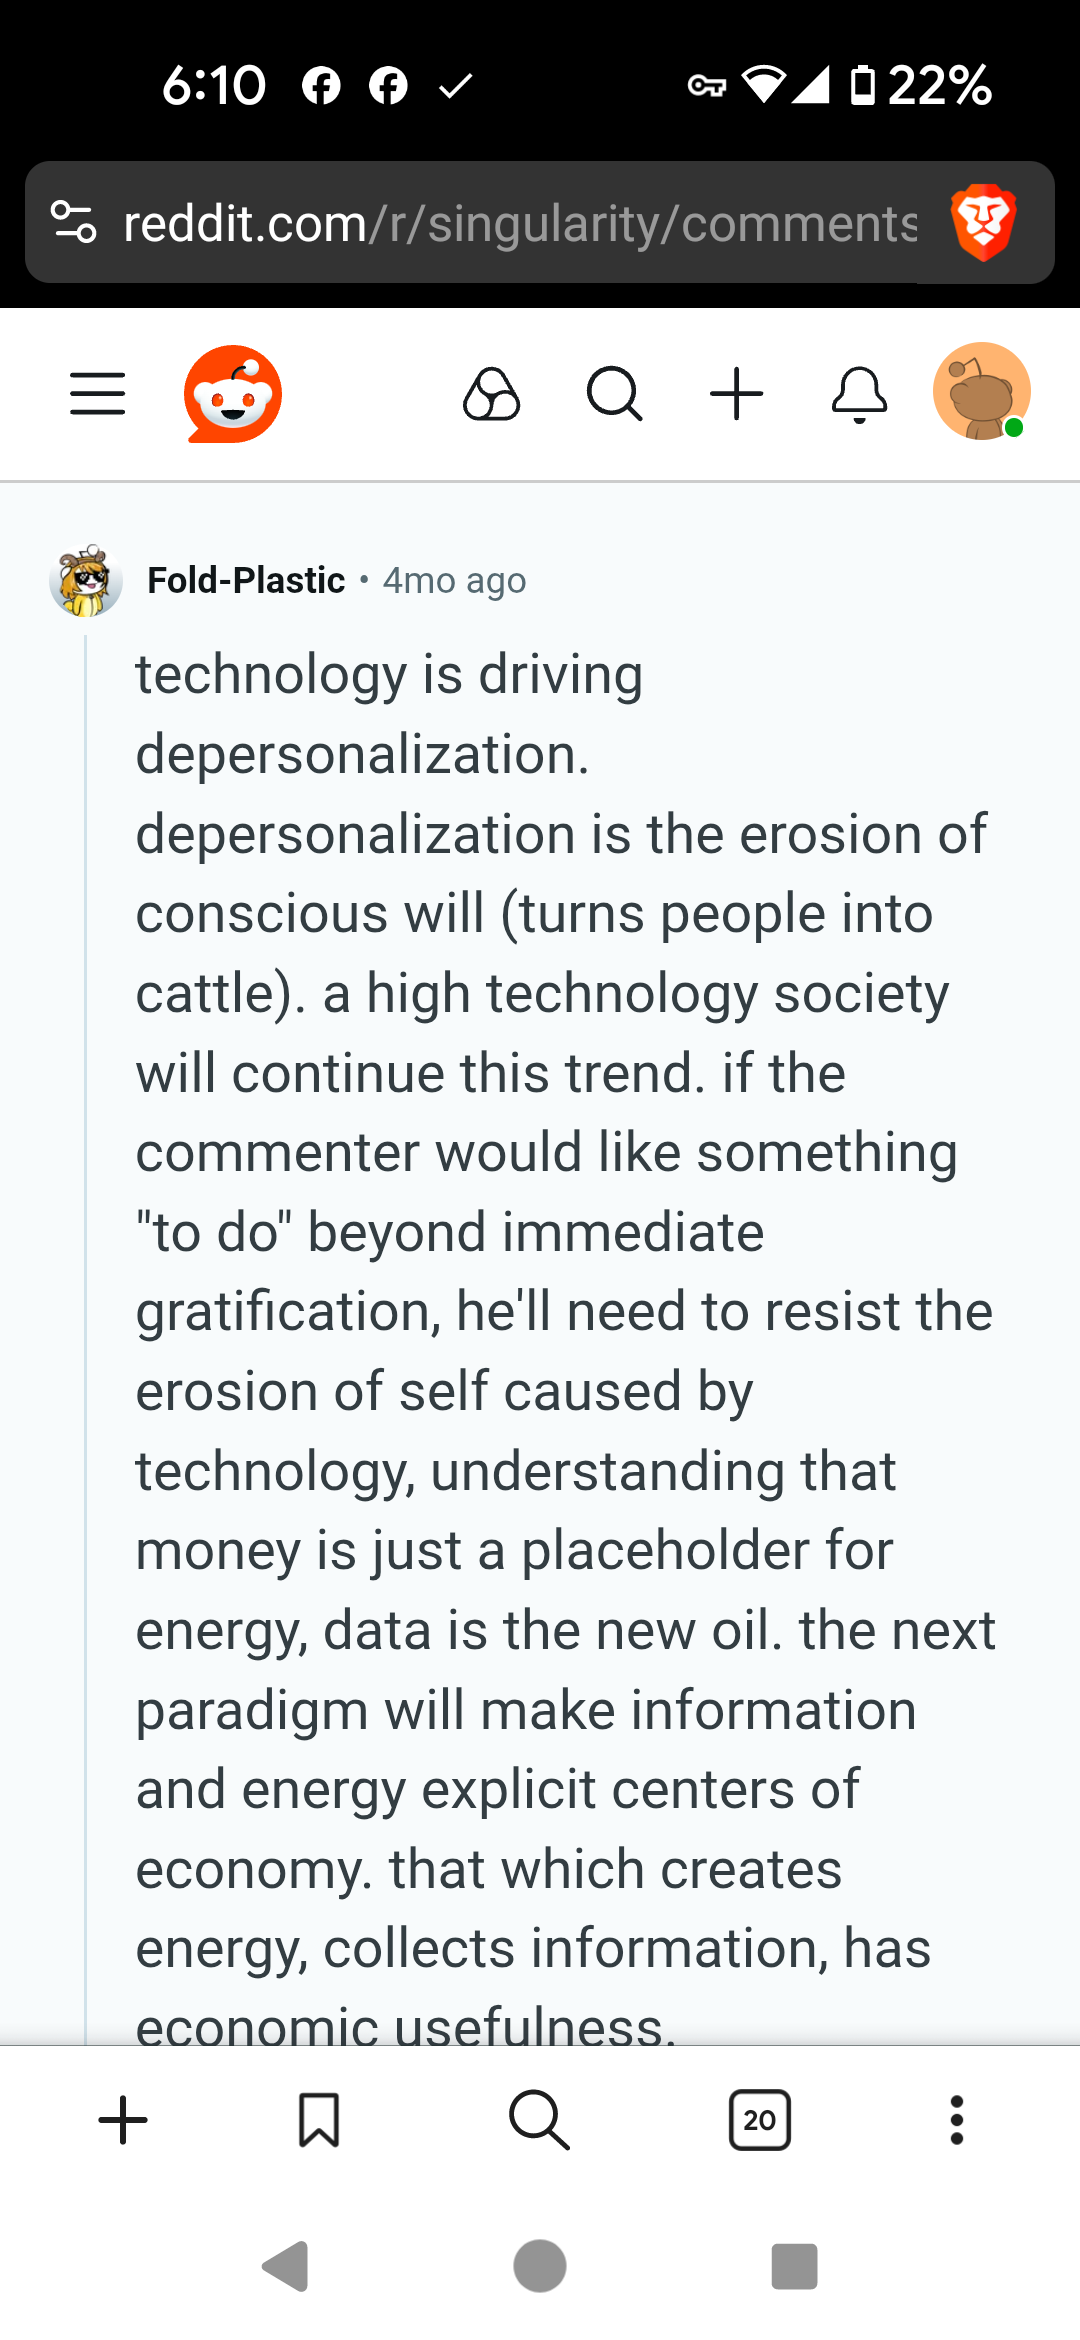 6:10
22%
reddit.com/r/singularity/comments
Fold-Plastic • 4mo ago
technology is driving
depersonalization.
depersonalization is the erosion of
conscious will (turns people into
cattle). a high technology society
will continue this trend. if the
commenter would like something
"to do" beyond immediate
gratification, he'll need to resist the
erosion of self caused by
technology, understanding that
money is just a placeholder for
energy, data is the new oil. the next
paradigm will make information
and energy explicit centers of
economy. that which creates
energy, collects information, has
economic usefulness.
20